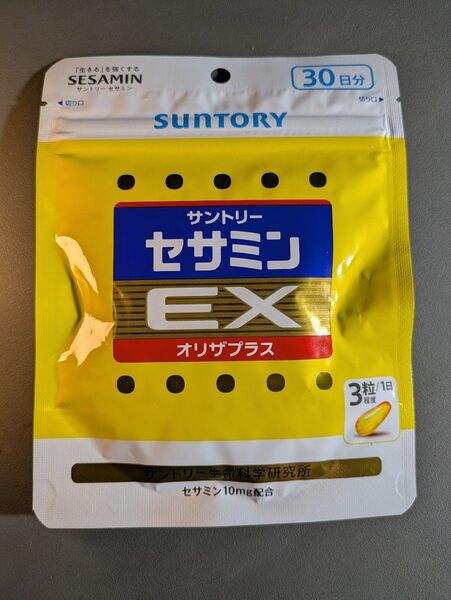 「生きる」を強くする
SESAMIN
サントリー セサミン
30日分
◀切り口
切り口▶
SUNTORY
サントリー
セサミン
EX
オリザプラス
3粒/1日
程度
サントリー生命科学研究所
セサミン10mg配合